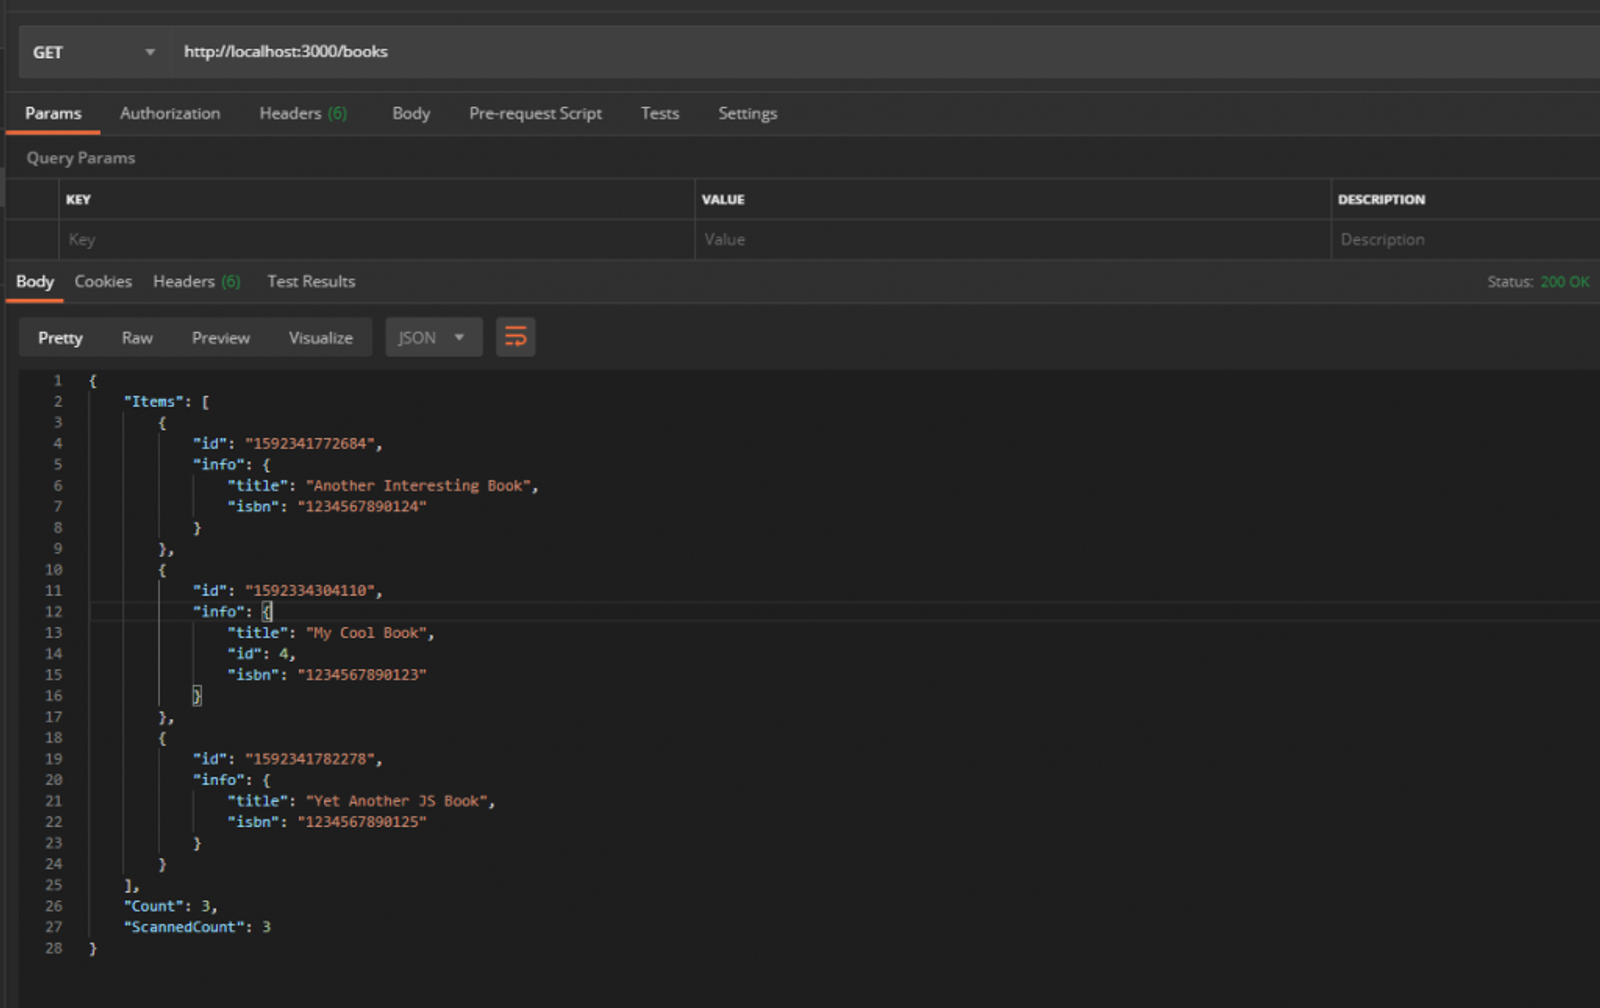 GET http://localhost:3000/books
Params Authorization Headers (6) Body Pre-request Script Tests Settings
Query Params
KEY VALUE DESCRIPTION
Key Value Description
Body Cookies Headers (6) Test Results Status: 200 OK
Pretty Raw Preview Visualize JSON
1 {
2 "Items": [
3 {
4 "id": "1592341772684",
5 "info": {
6 "title": "Another Interesting Book",
7 "isbn": "1234567890124"
8 }
9 },
10 {
11 "id": "1592334304110",
12 "info": {
13 "title": "My Cool Book",
14 "id": 4,
15 "isbn": "1234567890123"
16 }
17 },
18 {
19 "id": "1592341782278",
20 "info": {
21 "title": "Yet Another JS Book",
22 "isbn": "1234567890125"
23 }
24 }
25 ],
26 "Count": 3,
27 "ScannedCount": 3
28 }